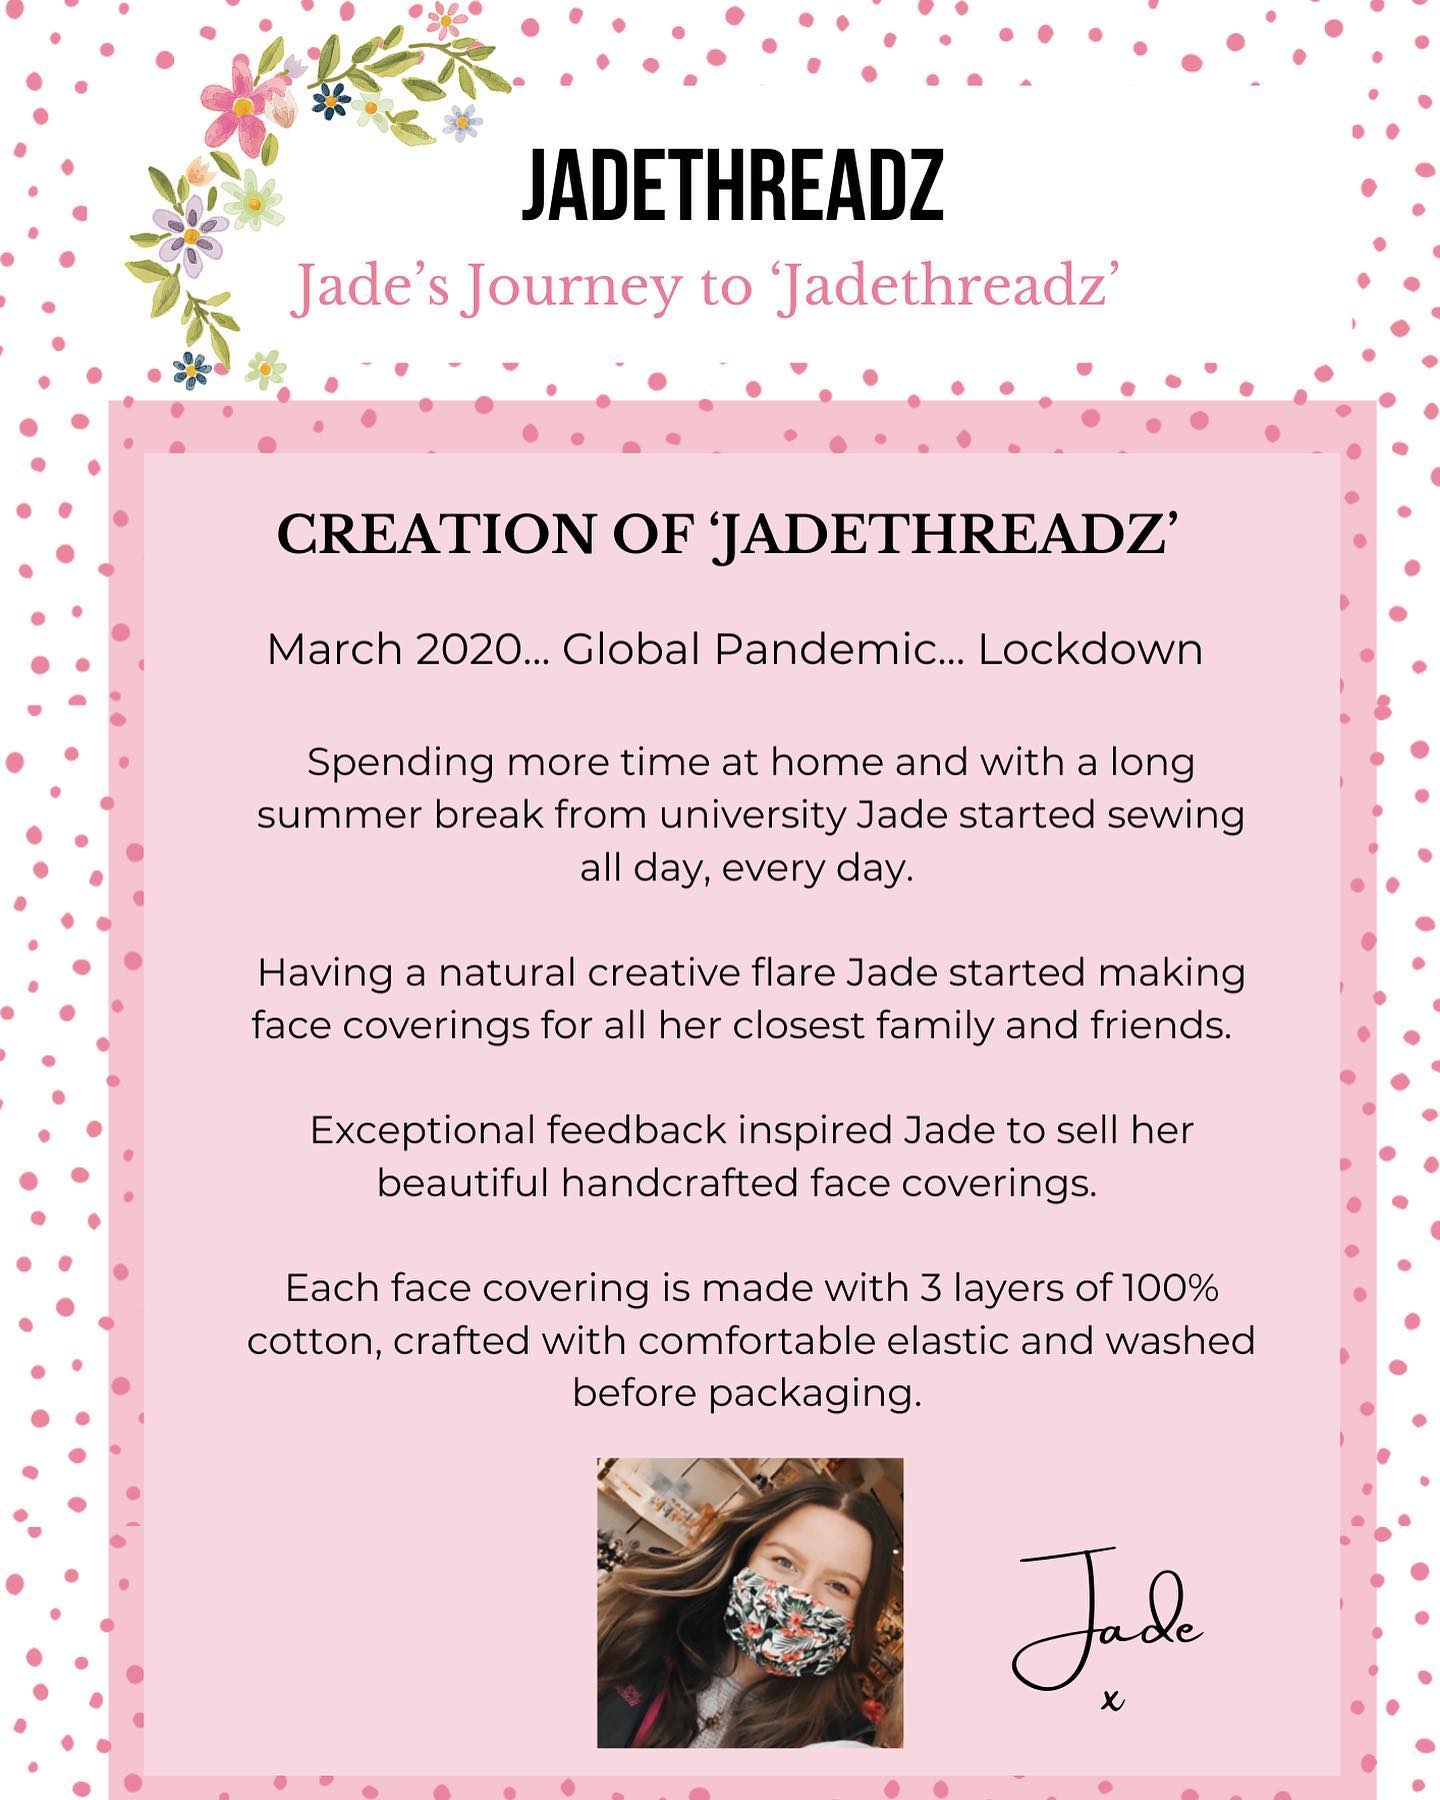 JADETHREADZ
Jade’s Journey to ‘Jadethreadz’
CREATION OF ‘JADETHREADZ’
March 2020... Global Pandemic... Lockdown
Spending more time at home and with a long
summer break from university Jade started sewing
all day, every day.
Having a natural creative flare Jade started making
face coverings for all her closest family and friends.
Exceptional feedback inspired Jade to sell her
beautiful handcrafted face coverings.
Each face covering is made with 3 layers of 100%
cotton, crafted with comfortable elastic and washed
before packaging.
Jade
x